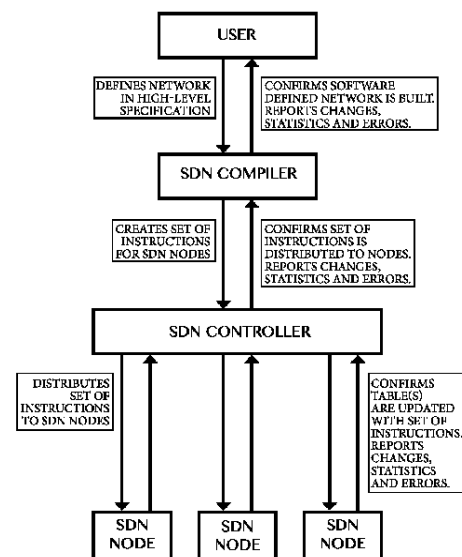 USER
DEFINES NETWORK
IN HIGH-LEVEL
SPECIFICATION
CONFIRMS SOFTWARE
DEFINED NETWORK IS BUILT.
REPORTS CHANGES,
STATISTICS AND ERRORS.
SDN COMPILER
CREATES SET OF
INSTRUCTIONS
FOR SDN NODES
CONFIRMS SET OF
INSTRUCTIONS IS
DISTRIBUTED TO NODES.
REPORTS CHANGES,
STATISTICS AND ERRORS.
SDN CONTROLLER
DISTRIBUTES
SET OF
INSTRUCTIONS
TO SDN NODES
CONFIRMS
TABLE(S)
ARE UPDATED
WITH SET OF
INSTRUCTIONS.
REPORTS
CHANGES,
STATISTICS
AND ERRORS.
SDN
NODE
SDN
NODE
SDN
NODE